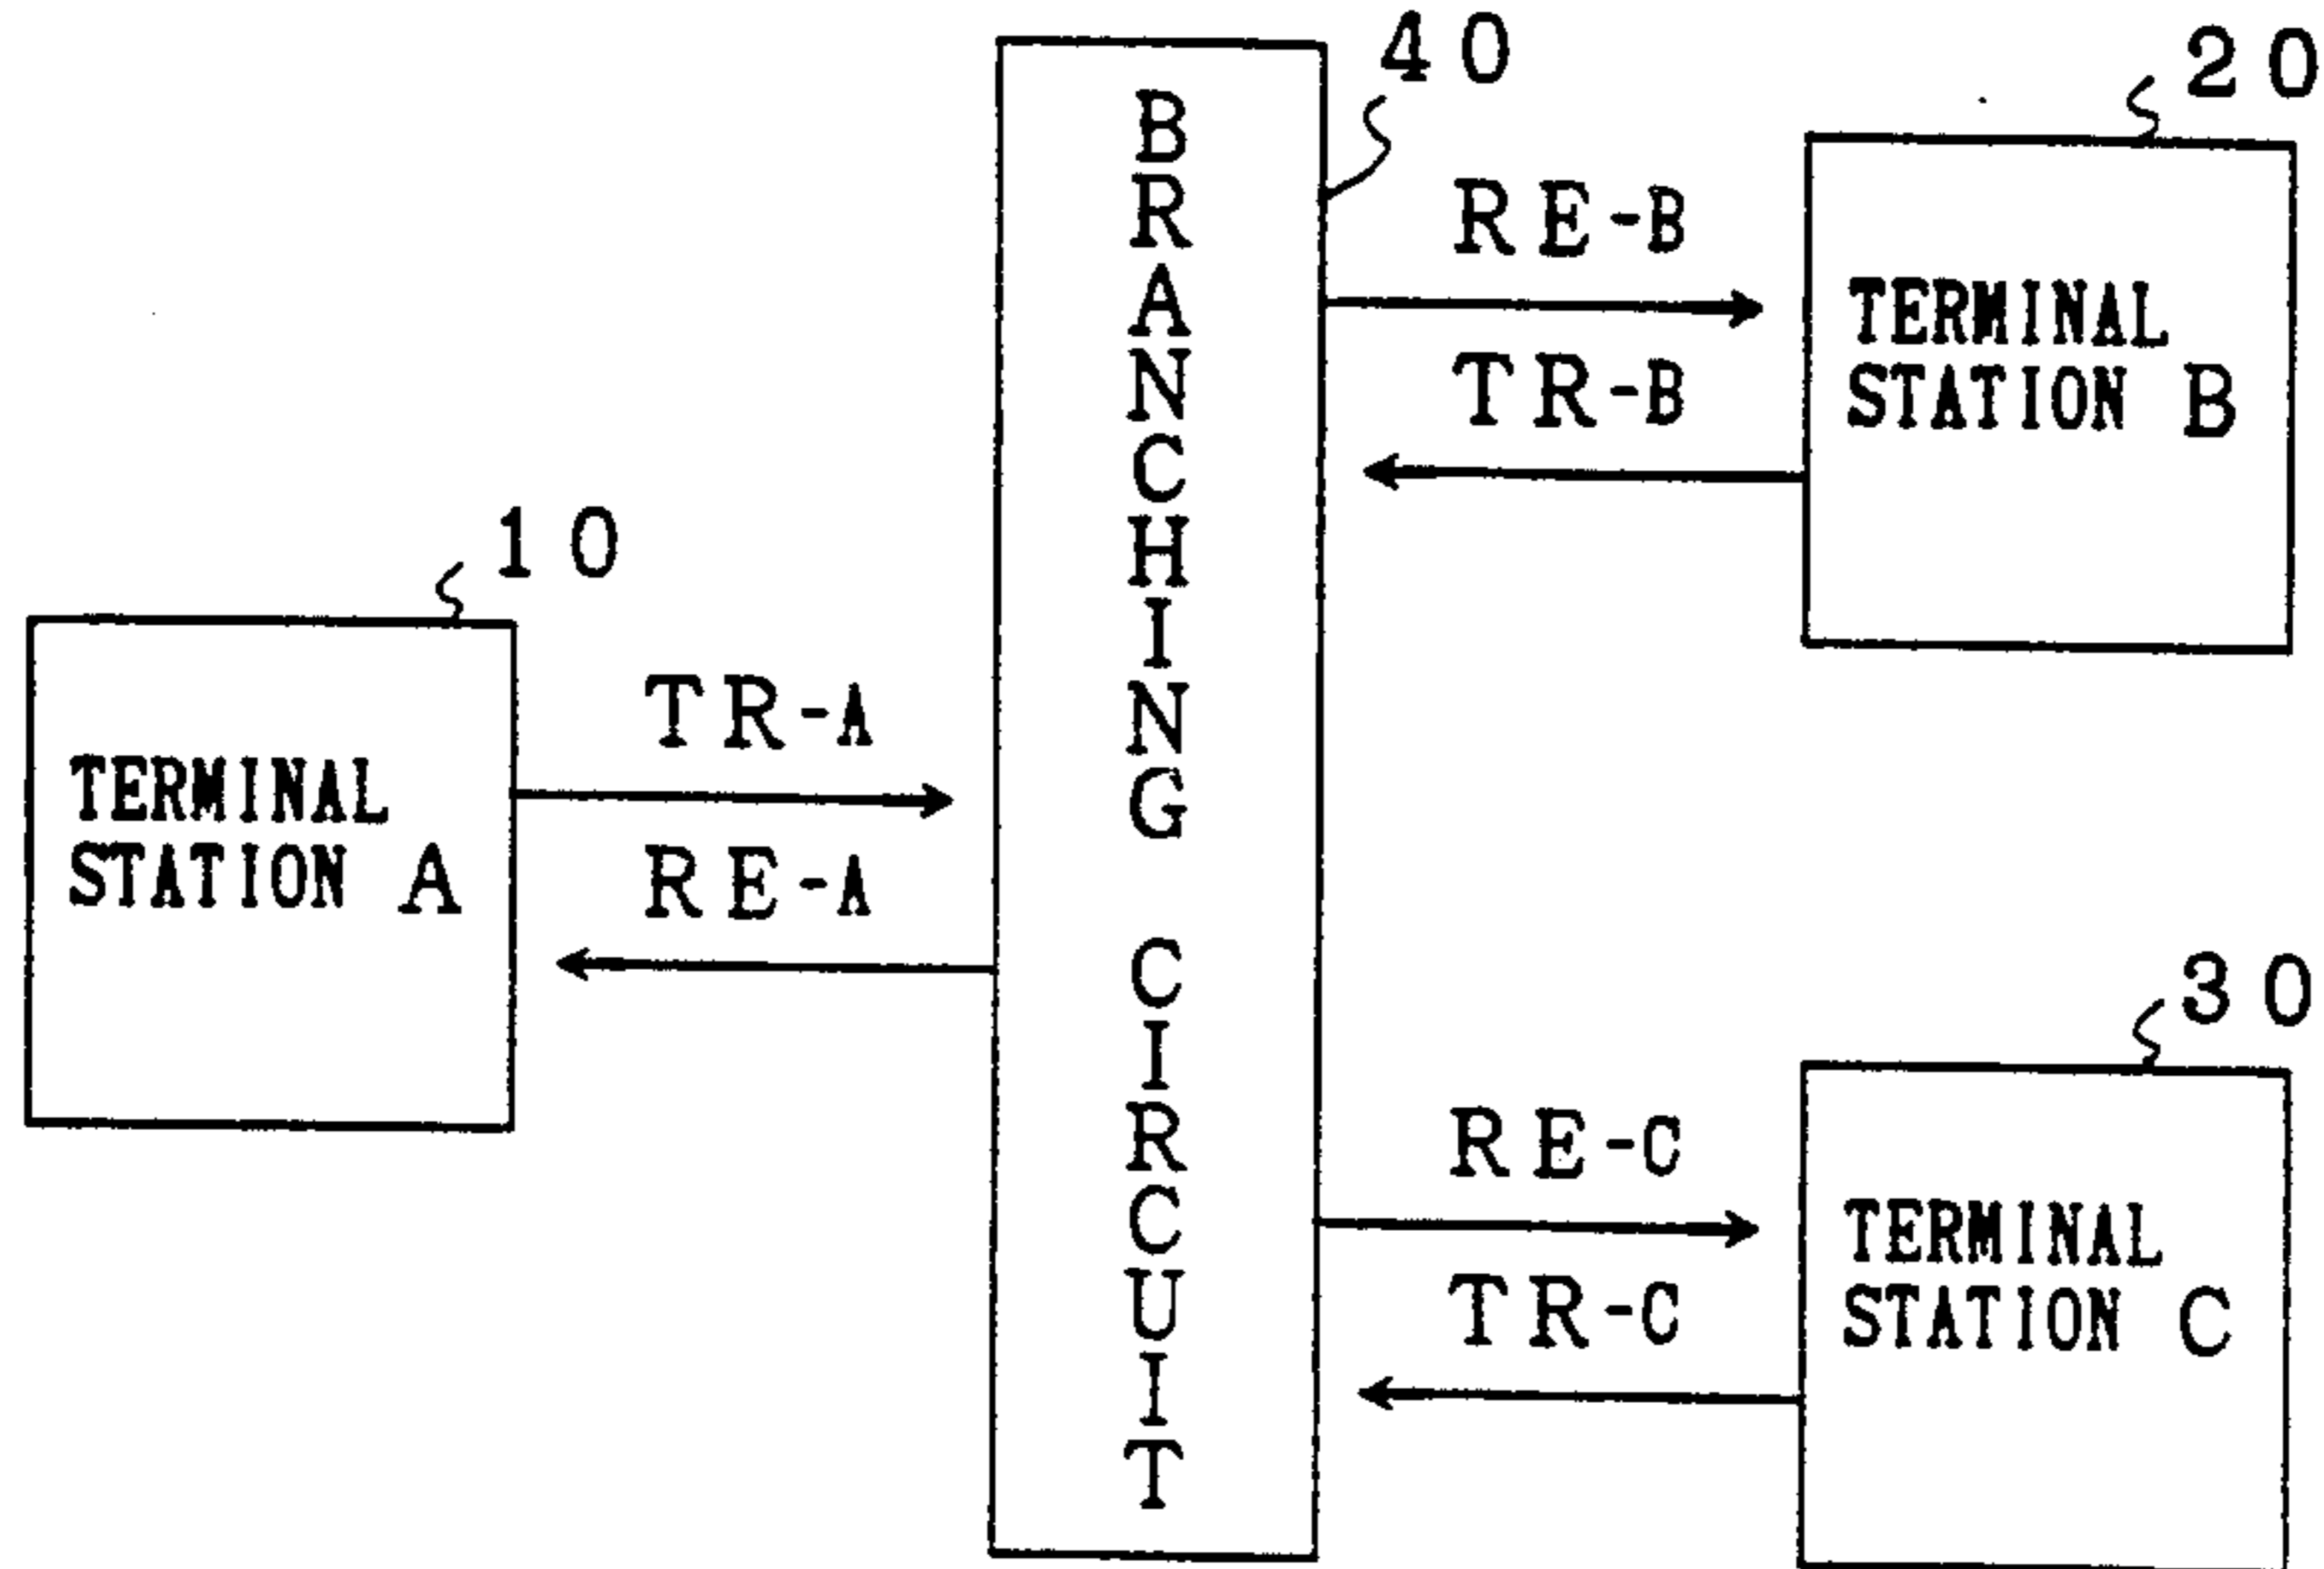 40
20
BRANCHING CIRCUIT
RE-B
TR-B
TERMINAL
STATION B
10
TR-A
RE-A
TERMINAL
STATION A
30
RE-C
TR-C
TERMINAL
STATION C